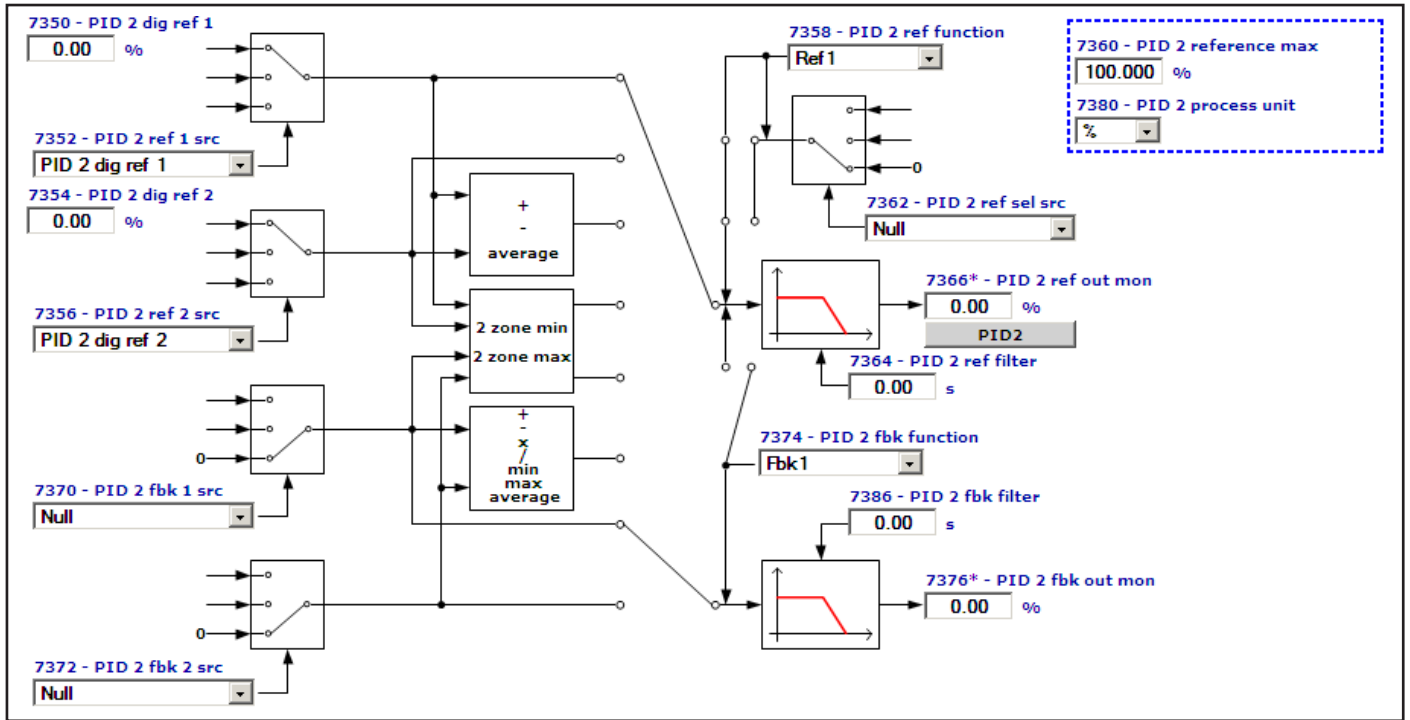 7350 - PID 2 dig ref 1
0.00 %
7352 - PID 2 ref 1 src
PID 2 dig ref 1
7354 - PID 2 dig ref 2
0.00 %
7356 - PID 2 ref 2 src
PID 2 dig ref 2
0
7370 - PID 2 fbk 1 src
Null
0
7372 - PID 2 fbk 2 src
Null
+
-
average
2 zone min
2 zone max
+
-
x
/
min
max
average
7358 - PID 2 ref function
Ref 1
0
7362 - PID 2 ref sel src
Null
7360 - PID 2 reference max
100.000 %
7380 - PID 2 process unit
%
7366* - PID 2 ref out mon
0.00 %
PID2
7364 - PID 2 ref filter
0.00 s
7374 - PID 2 fbk function
Fbk1
7386 - PID 2 fbk filter
0.00 s
7376* - PID 2 fbk out mon
0.00 %